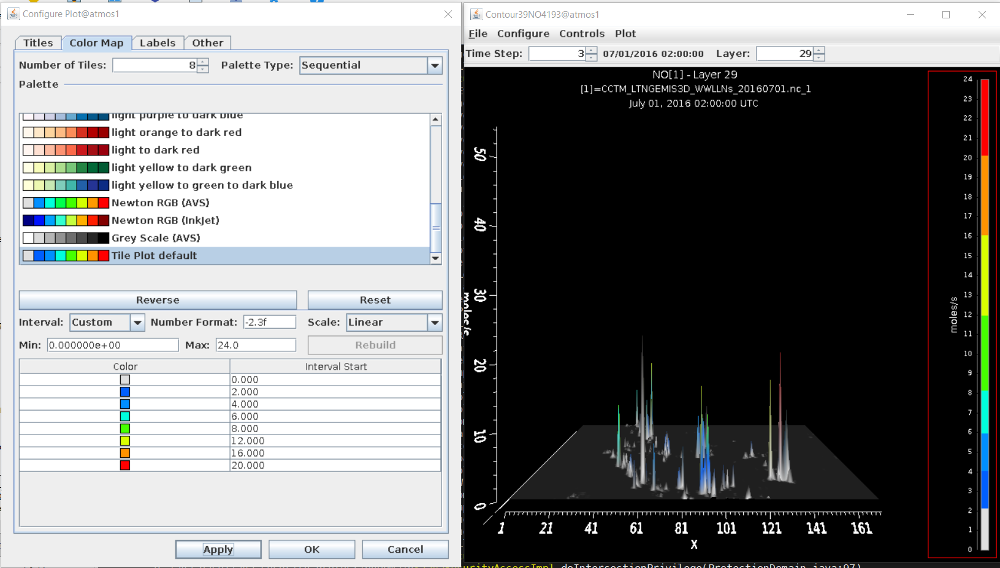 Configure Plot@atmos1
Titles Color Map Labels Other
Number of Tiles: 8 Palette Type: Sequential
Palette
light purple to dark blue
light orange to dark red
light to dark red
light yellow to dark green
light yellow to green to dark blue
Newton RGB (AVS)
Newton RGB (InkJet)
Grey Scale (AVS)
Tile Plot default
Reverse Reset
Interval: Custom Number Format: -2.3f Scale: Linear
Min: 0.000000e+00 Max: 24.0 Rebuild
Color Interval Start
0.000
2.000
4.000
6.000
8.000
12.000
16.000
20.000
Apply OK Cancel
Contour39NO4193@atmos1
File Configure Controls Plot
Time Step: 3 07/01/2016 02:00:00 Layer: 29
NO[1] - Layer 29
[1]=CCTM_LTNGEMIS3D_WWLLNs_20160701.nc_1
July 01, 2016 02:00:00 UTC
50
40
30
20
10
0
moles/s
1 21 41 61 81 101 121 141 161
X
24
23
22
21
20
19
18
17
16
15
14
13
12
11
10
9
8
7
6
5
4
3
2
1
0
moles/s
urityAccessImpl.doIntersectionPrivilege(ProtectionDomain.java:97)